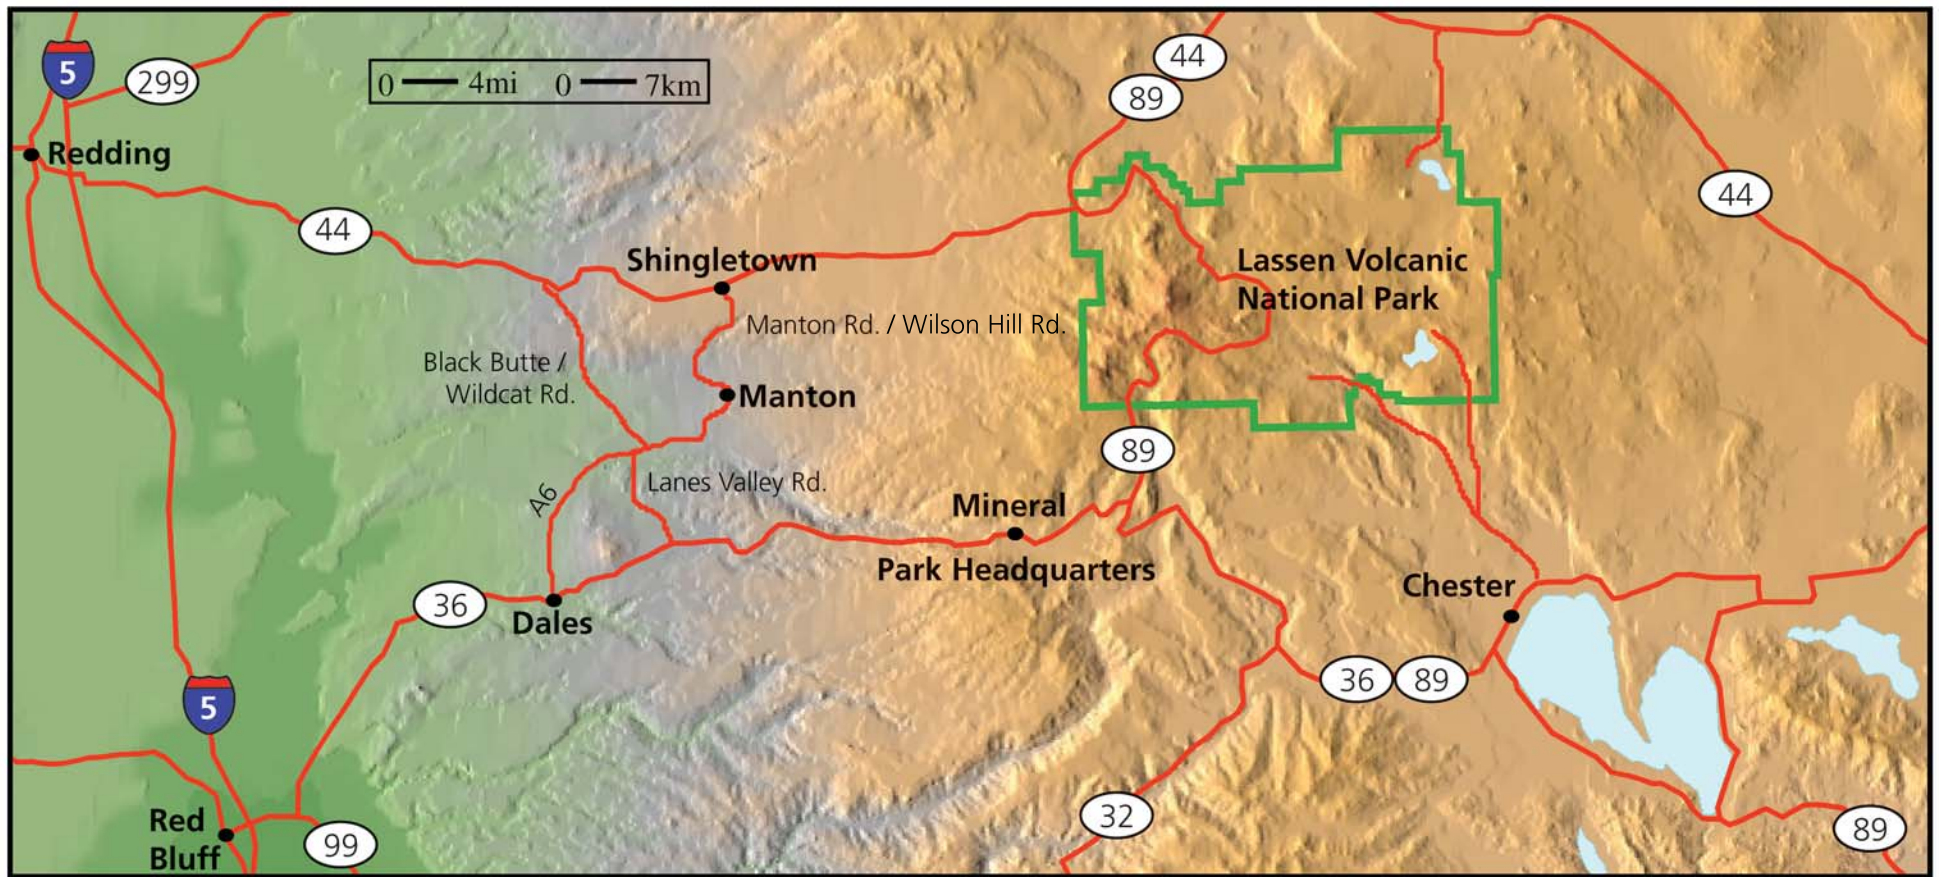 44
5
299
0 4mi 0 7km
89
Redding
44
44
Shingletown
Lassen Volcanic
National Park
Manton Rd. / Wilson Hill Rd.
Black Butte /
Wildcat Rd.
Manton
89
A6
Lanes Valley Rd.
Mineral
Park Headquarters
Chester
36
Dales
36 89
5
32
Red
Bluff
99
89